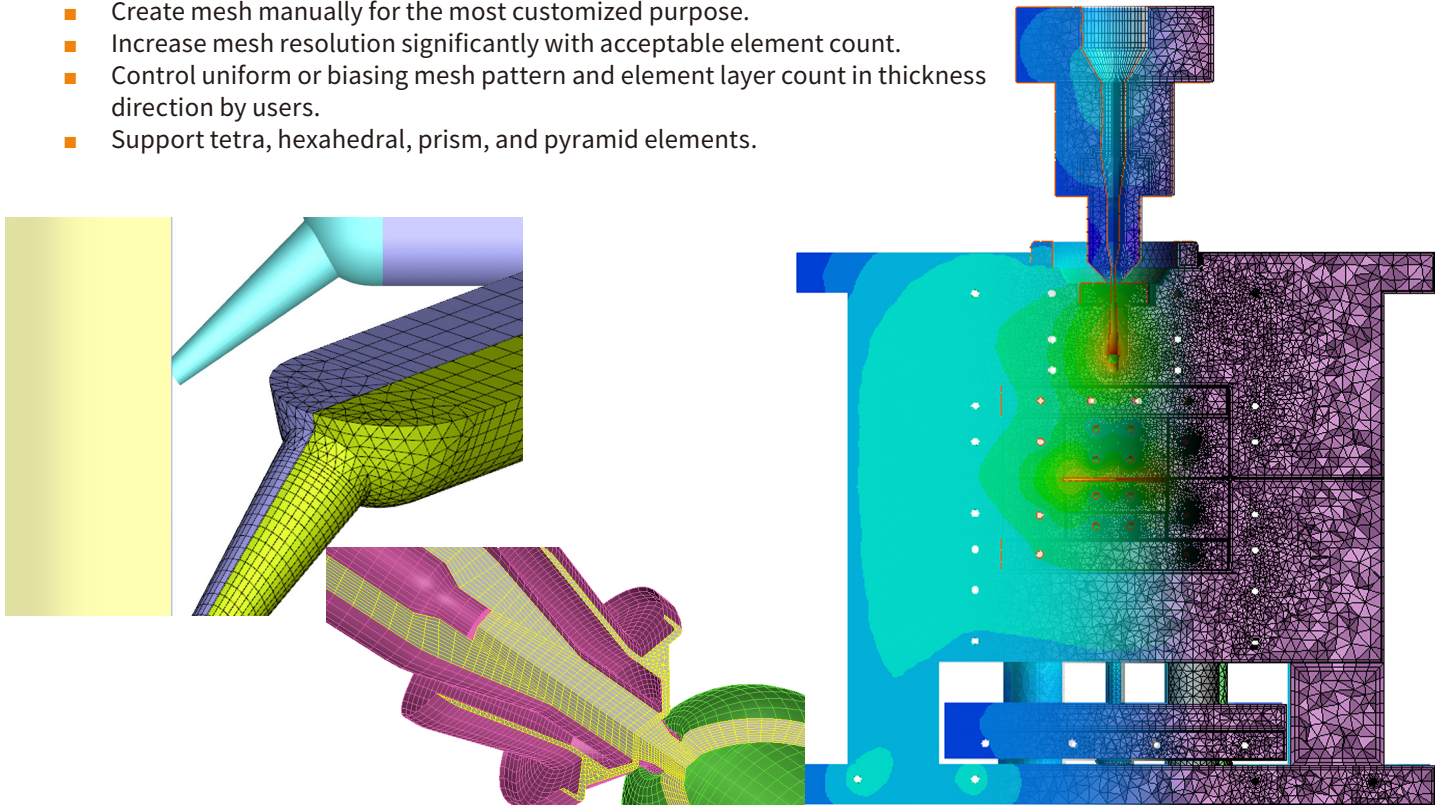 Create mesh manually for the most customized purpose.
Increase mesh resolution significantly with acceptable element count.
Control uniform or biasing mesh pattern and element layer count in thickness
direction by users.
Support tetra, hexahedral, prism, and pyramid elements.